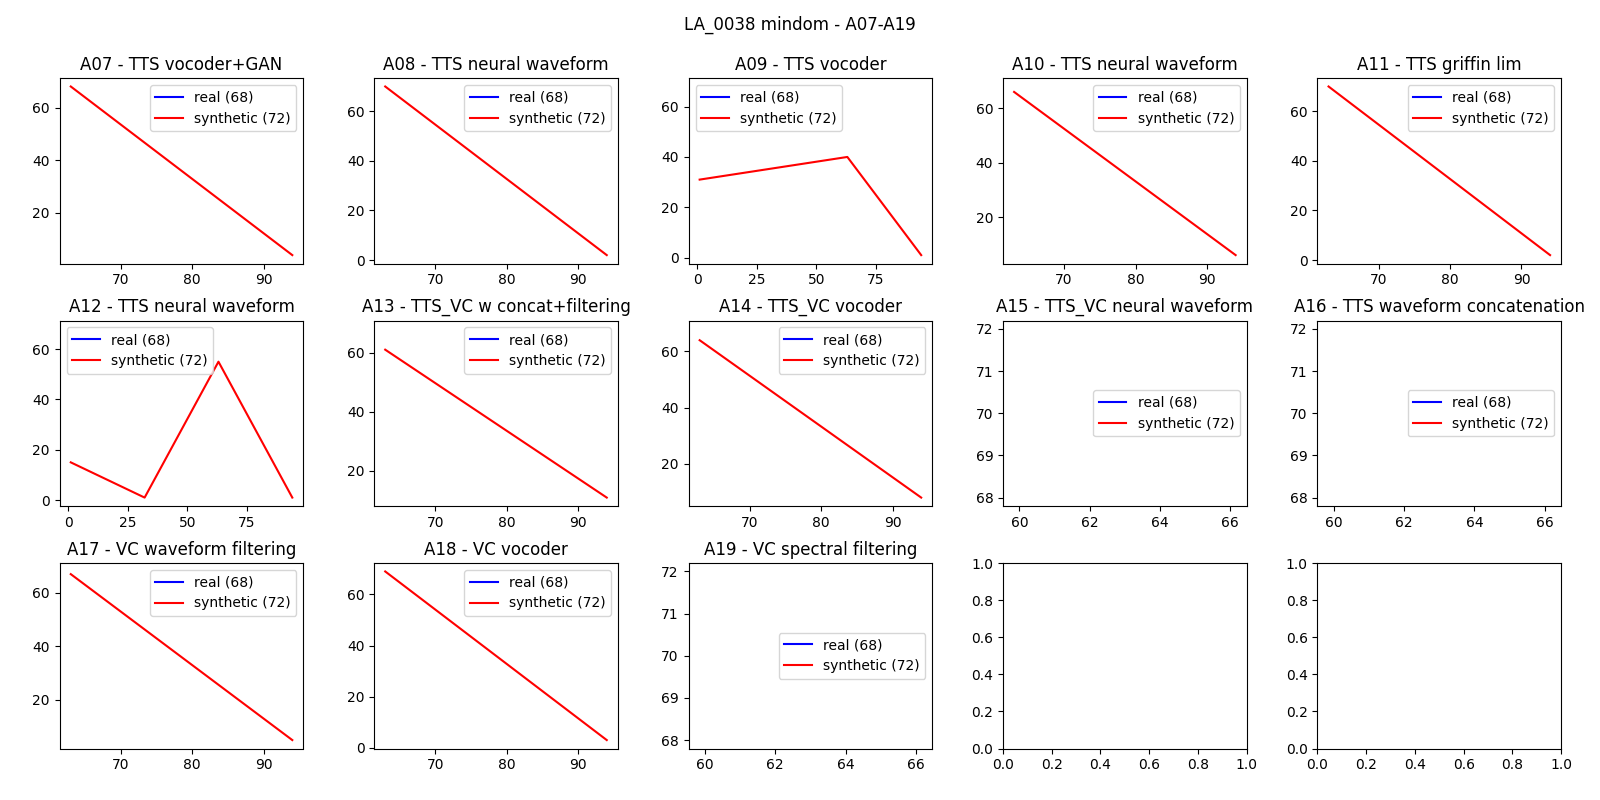 LA_0038 mindom - A07-A19
A07 - TTS vocoder+GAN
real (68)
synthetic (72)
60
40
20
70 80 90
A08 - TTS neural waveform
real (68)
synthetic (72)
60
40
20
0
70 80 90
A09 - TTS vocoder
real (68)
synthetic (72)
60
40
20
0
0 25 50 75
A10 - TTS neural waveform
real (68)
synthetic (72)
60
40
20
70 80 90
A11 - TTS griffin lim
real (68)
synthetic (72)
60
40
20
0
70 80 90
A12 - TTS neural waveform
real (68)
synthetic (72)
60
40
20
0
0 25 50 75
A13 - TTS_VC w concat+filtering
real (68)
synthetic (72)
60
40
20
70 80 90
A14 - TTS_VC vocoder
real (68)
synthetic (72)
60
40
20
70 80 90
A15 - TTS_VC neural waveform
real (68)
synthetic (72)
72
71
70
69
68
60 62 64 66
A16 - TTS waveform concatenation
real (68)
synthetic (72)
72
71
70
69
68
60 62 64 66
A17 - VC waveform filtering
real (68)
synthetic (72)
60
40
20
70 80 90
A18 - VC vocoder
real (68)
synthetic (72)
60
40
20
0
70 80 90
A19 - VC spectral filtering
real (68)
synthetic (72)
72
71
70
69
68
60 62 64 66
1.0
0.8
0.6
0.4
0.2
0.0
0.0 0.2 0.4 0.6 0.8 1.0
1.0
0.8
0.6
0.4
0.2
0.0
0.0 0.2 0.4 0.6 0.8 1.0